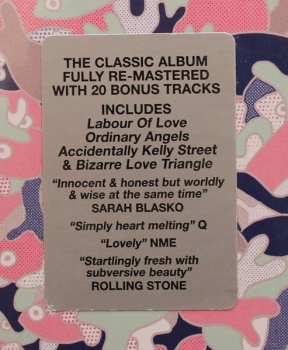 THE CLASSIC ALBUM
FULLY RE-MASTERED
WITH 20 BONUS TRACKS
INCLUDES
Labour Of Love
Ordinary Angels
Accidentally Kelly Street
& Bizarre Love Triangle
“Innocent & honest but worldly
& wise at the same time”
SARAH BLASKO
“Simply heart melting” Q
“Lovely” NME
“Startlingly fresh with
subversive beauty”
ROLLING STONE